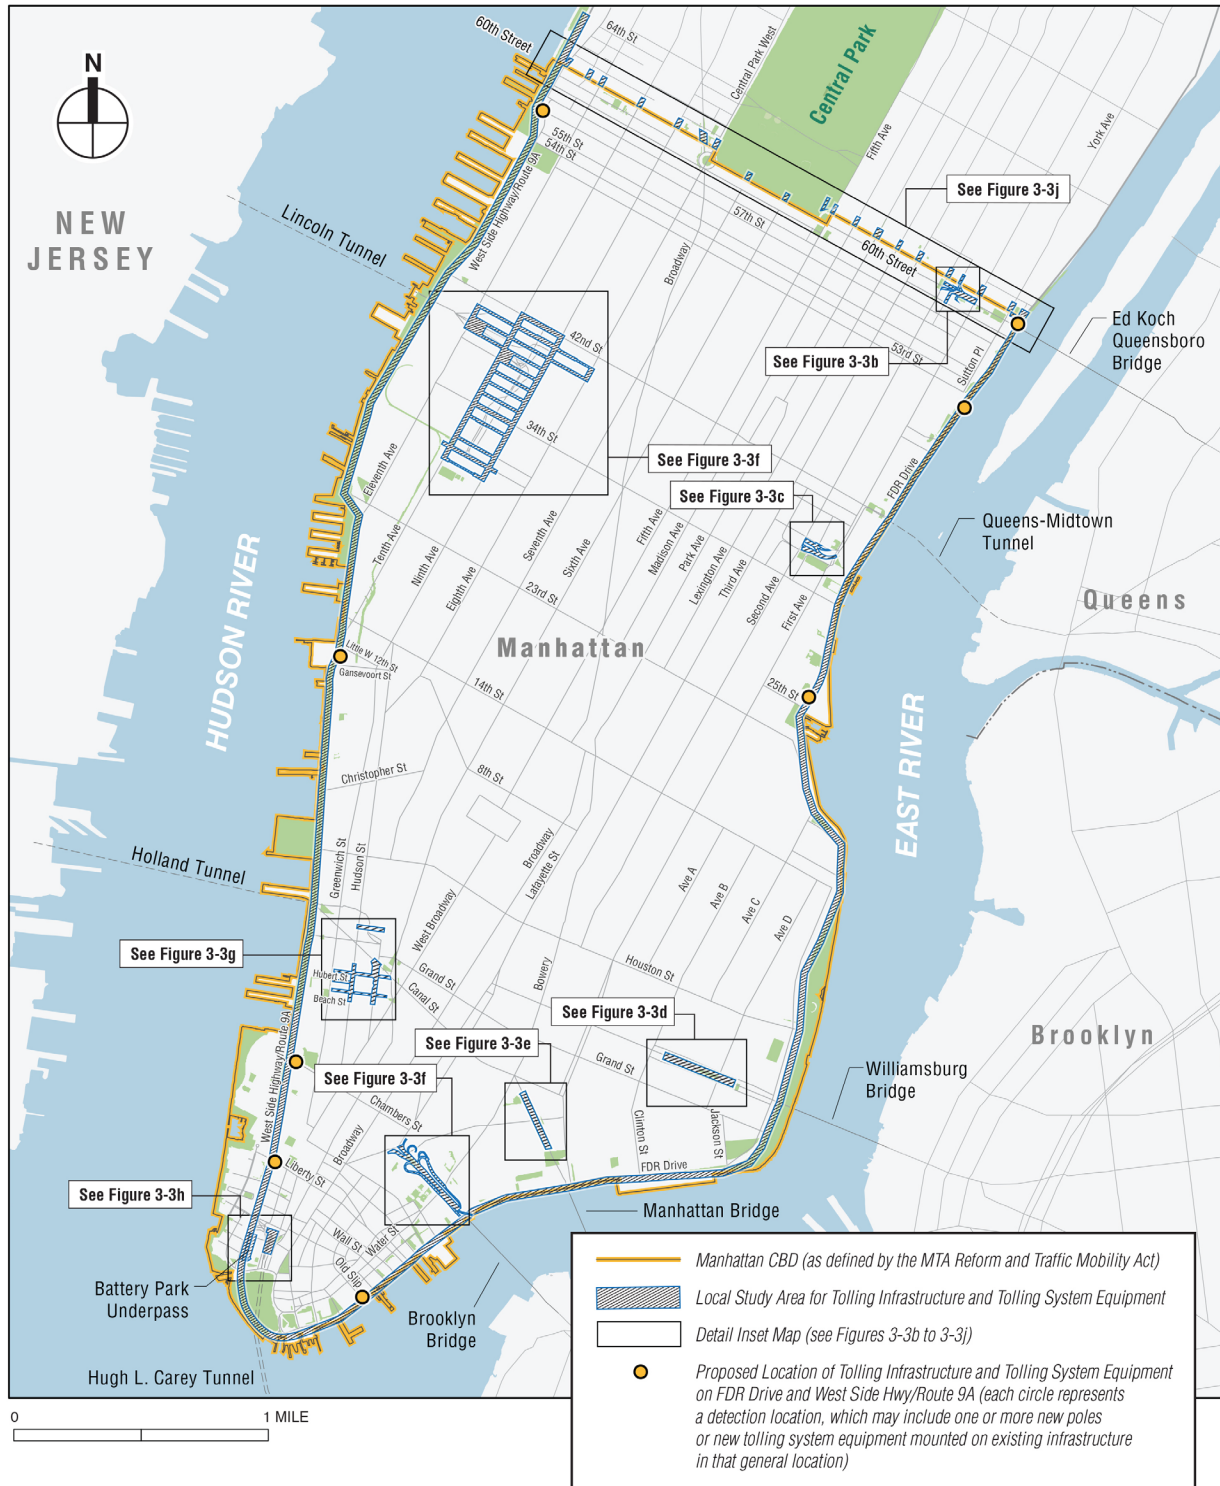 60th Street
64th St
Central Park West
Central Park
Fifth Ave
York Ave
N
55th St
54th St
West Side Highway/Route 9A
See Figure 3-3j
NEW
JERSEY
Lincoln Tunnel
57th St
Broadway
60th Street
Ed Koch
Queensboro
Bridge
42nd St
53rd St
Sutton Pl
See Figure 3-3b
34th St
See Figure 3-3f
Eleventh Ave
See Figure 3-3c
FDR Drive
Tenth Ave
Ninth Ave
Eighth Ave
Seventh Ave
Sixth Ave
Fifth Ave
Madison Ave
Park Ave
Lexington Ave
Third Ave
Second Ave
First Ave
Queens-Midtown
Tunnel
23rd St
Queens
HUDSON RIVER
Manhattan
Little W 12th St
Gansevoort St
14th St
25th St
EAST RIVER
Christopher St
8th St
Holland Tunnel
Greenwich St
Hudson St
Broadway
Lafayette St
West Broadway
Ave A
Ave B
Ave C
Ave D
See Figure 3-3g
Hubert St
Beach St
Grand St
Canal St
Bowery
Houston St
See Figure 3-3d
West Side Highway/Route 9A
See Figure 3-3e
Grand St
Brooklyn
Williamsburg
Bridge
See Figure 3-3f
Chambers St
Broadway
Clinton St
Jackson St
FDR Drive
Liberty St
See Figure 3-3h
Wall St
Water St
Old Slip
Manhattan Bridge
Battery Park
Underpass
Brooklyn
Bridge
Hugh L. Carey Tunnel
Manhattan CBD (as defined by the MTA Reform and Traffic Mobility Act)
Local Study Area for Tolling Infrastructure and Tolling System Equipment
Detail Inset Map (see Figures 3-3b to 3-3j)
Proposed Location of Tolling Infrastructure and Tolling System Equipment
on FDR Drive and West Side Hwy/Route 9A (each circle represents
a detection location, which may include one or more new poles
or new tolling system equipment mounted on existing infrastructure
in that general location)
0
1 MILE